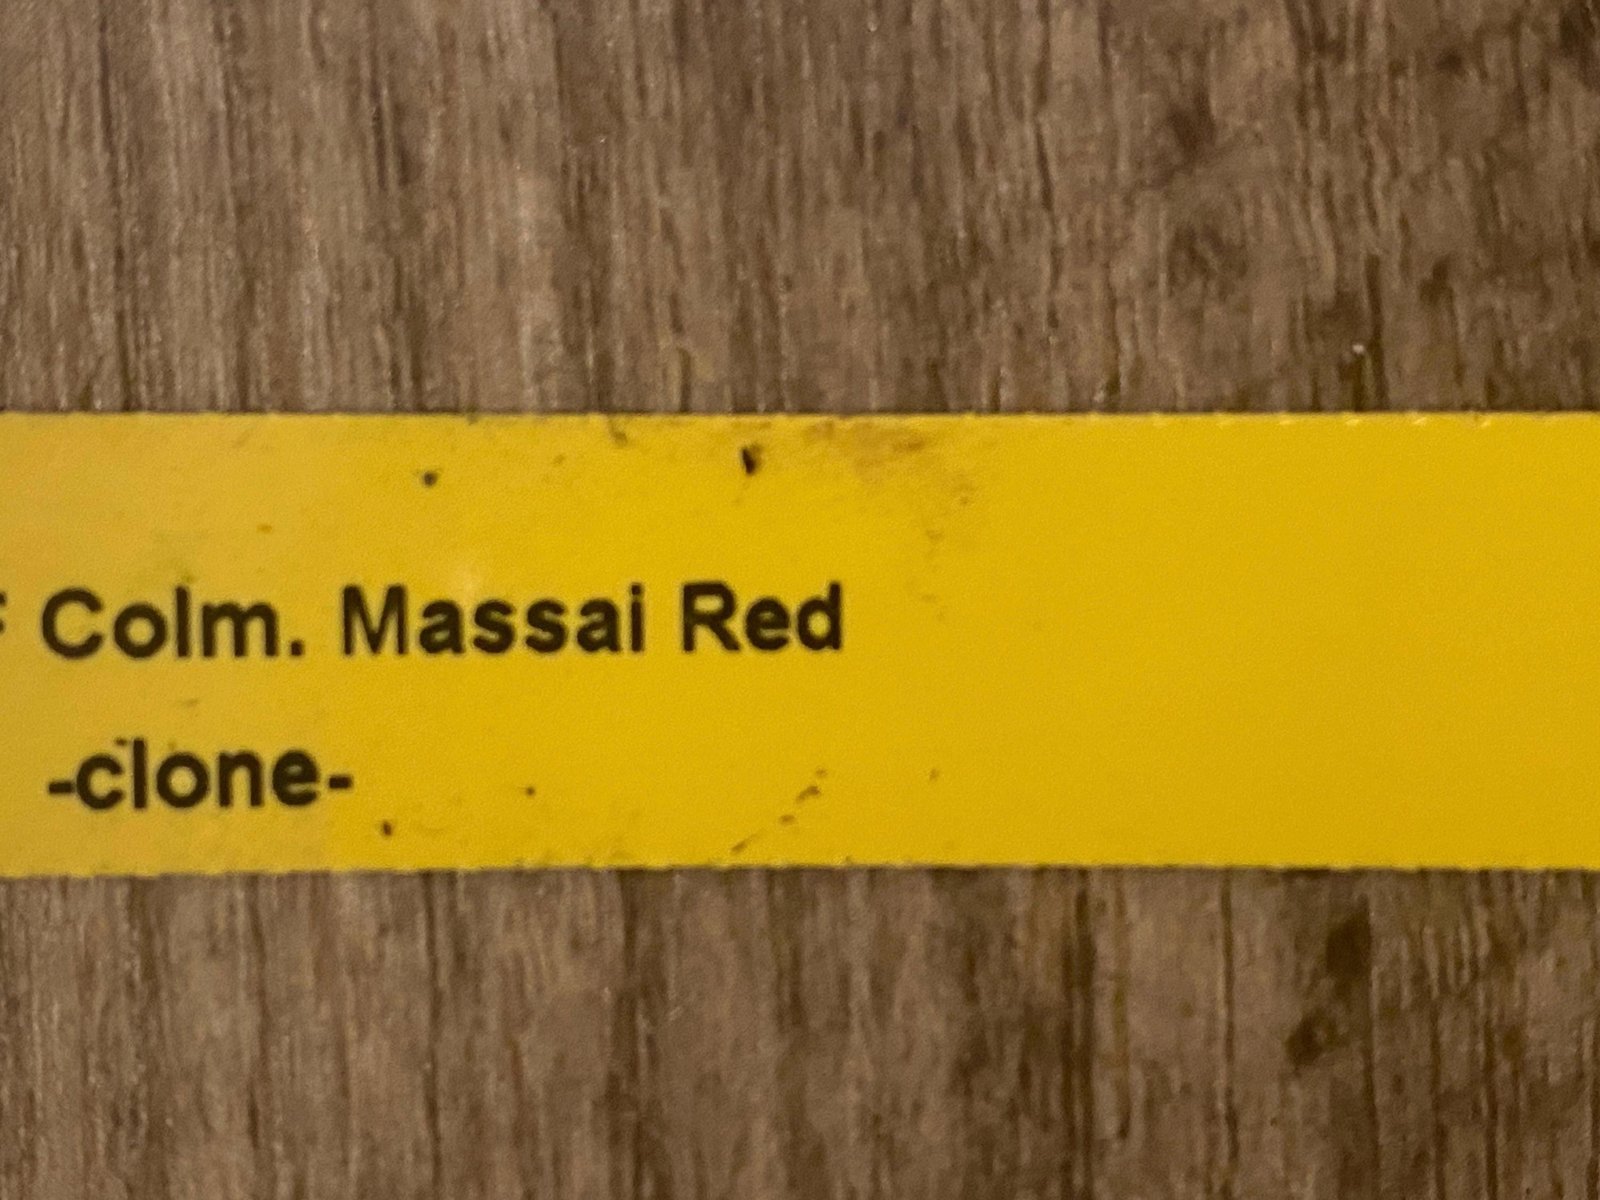 Colm. Massai Red
-clone-